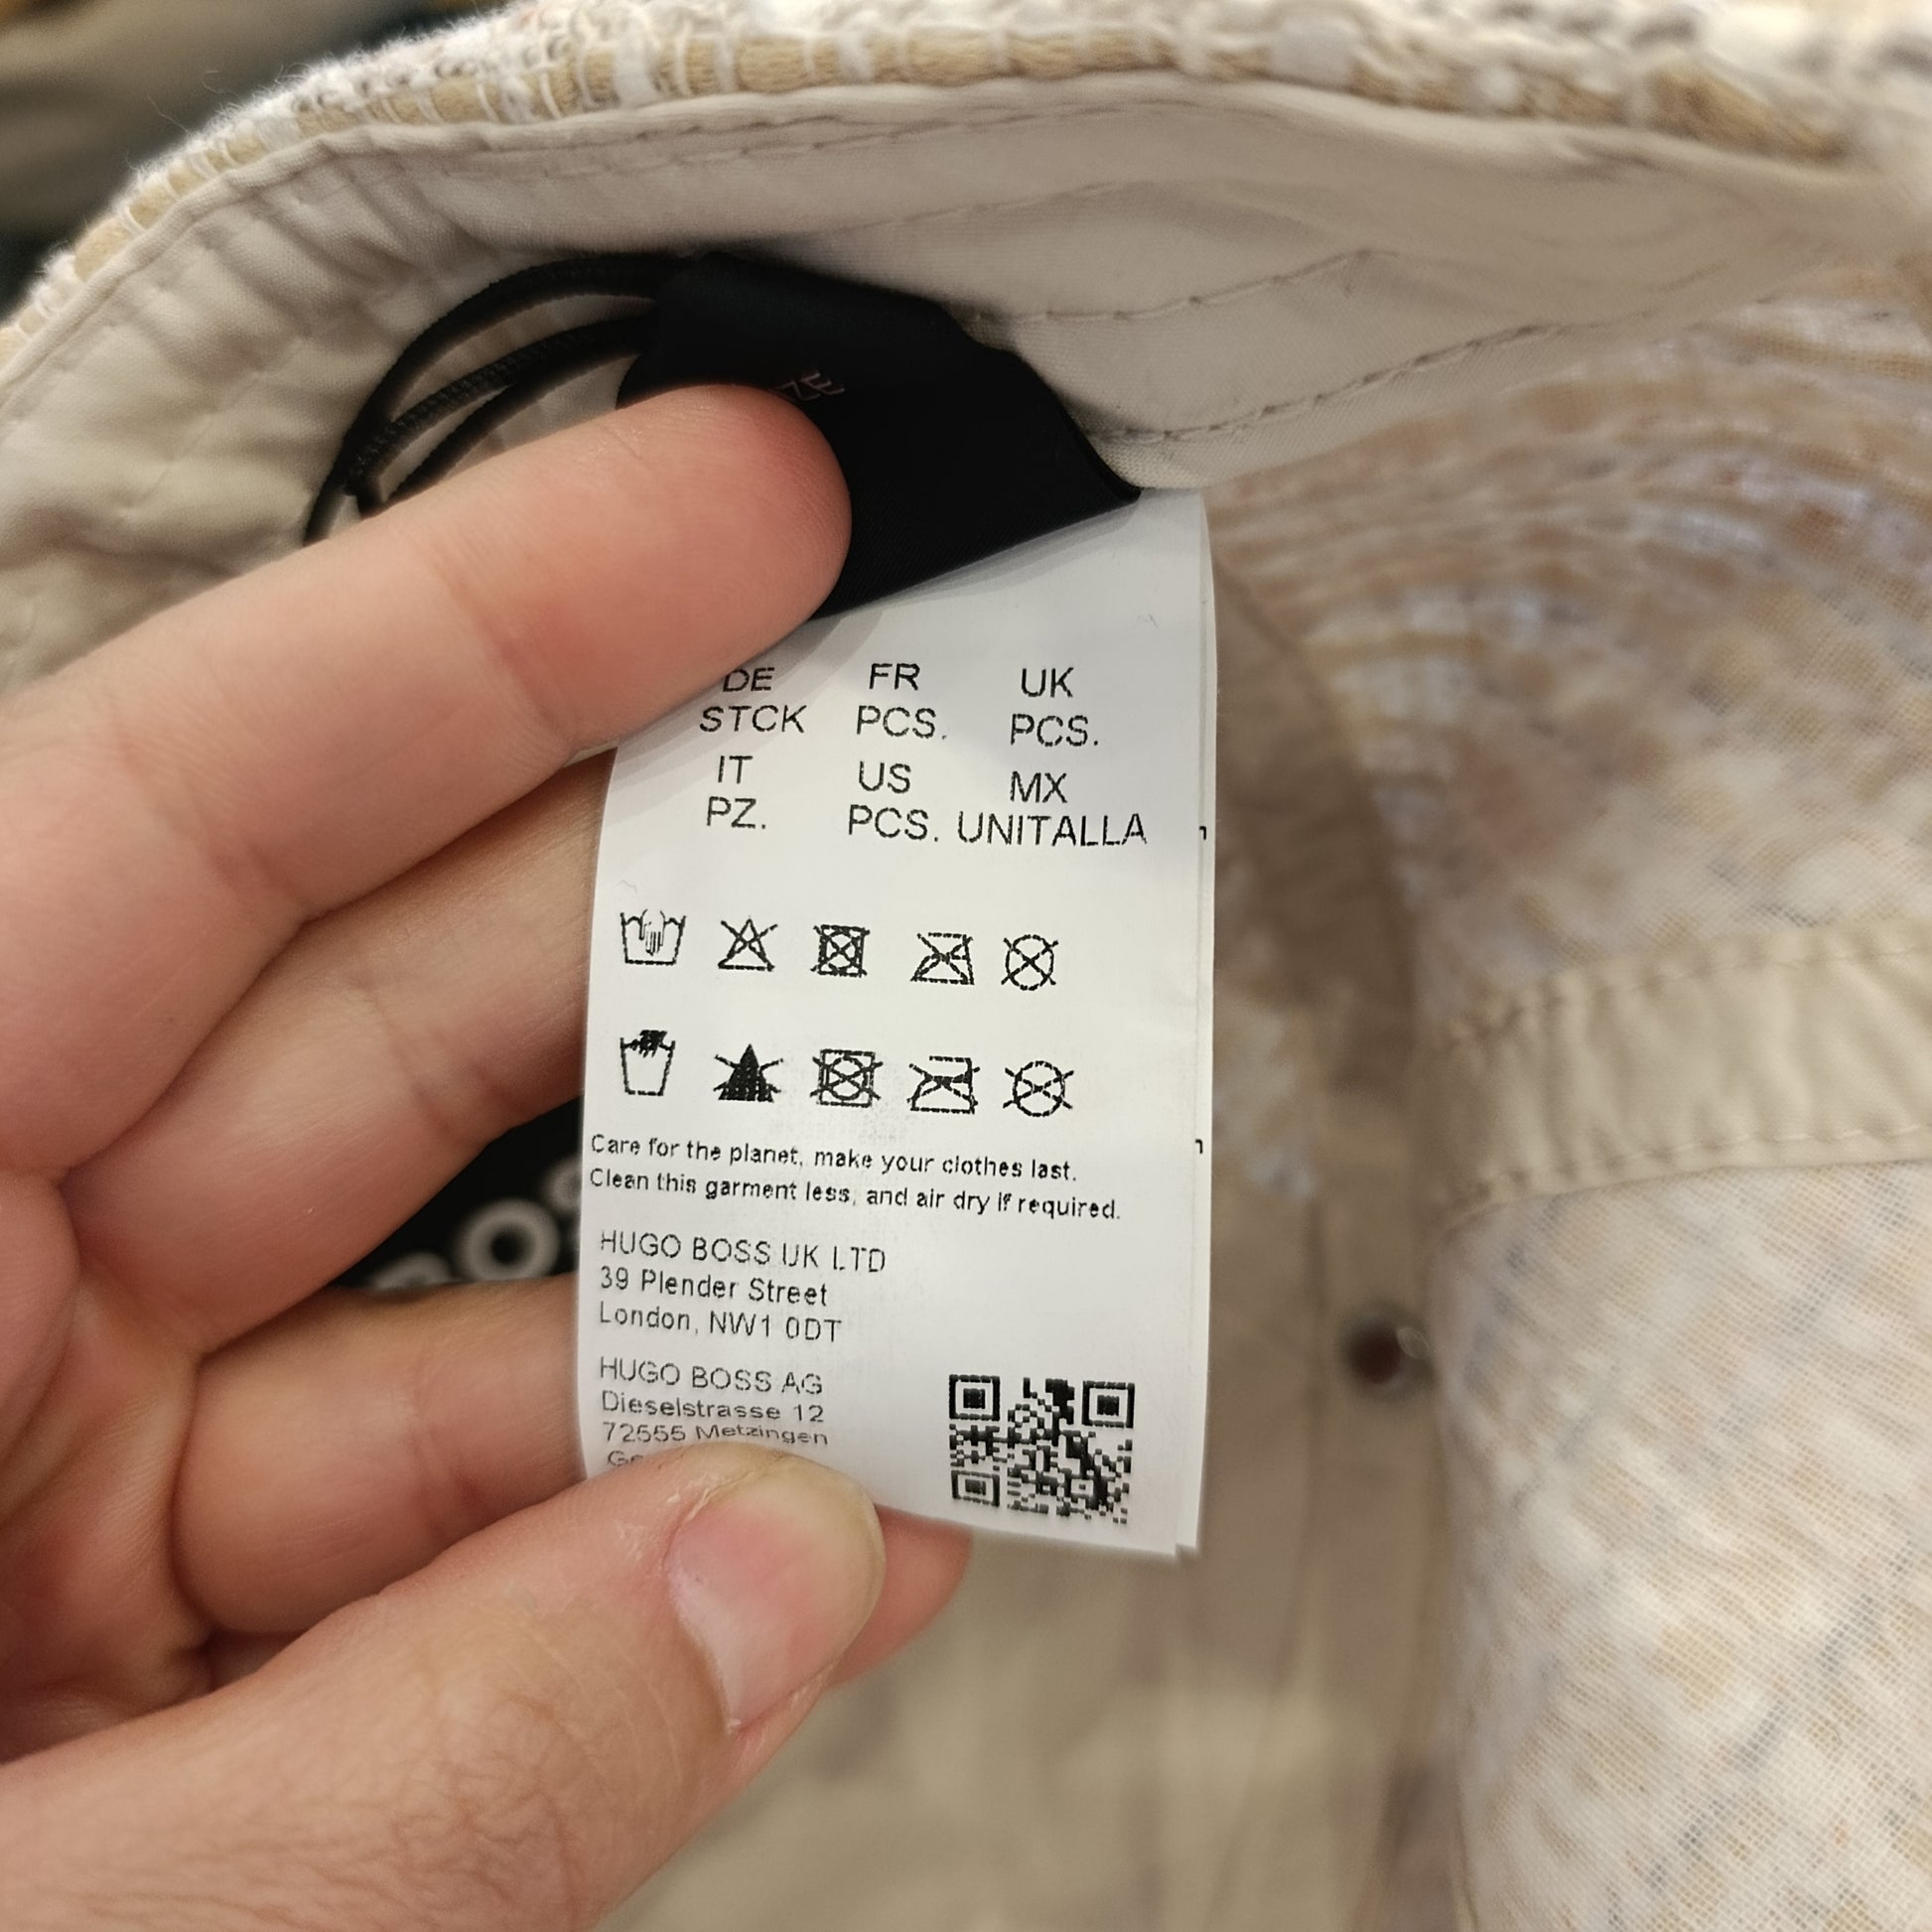 DE FR UK
STCK PCS. PCS.
IT US MX
PZ. PCS. UNITALLA
Care for the planet, make your clothes last.
Clean this garment less, and air dry if required.
HUGO BOSS UK LTD
39 Plender Street
London, NW1 0DT
HUGO BOSS AG
Dieselstrasse 12
72555 Metzingen